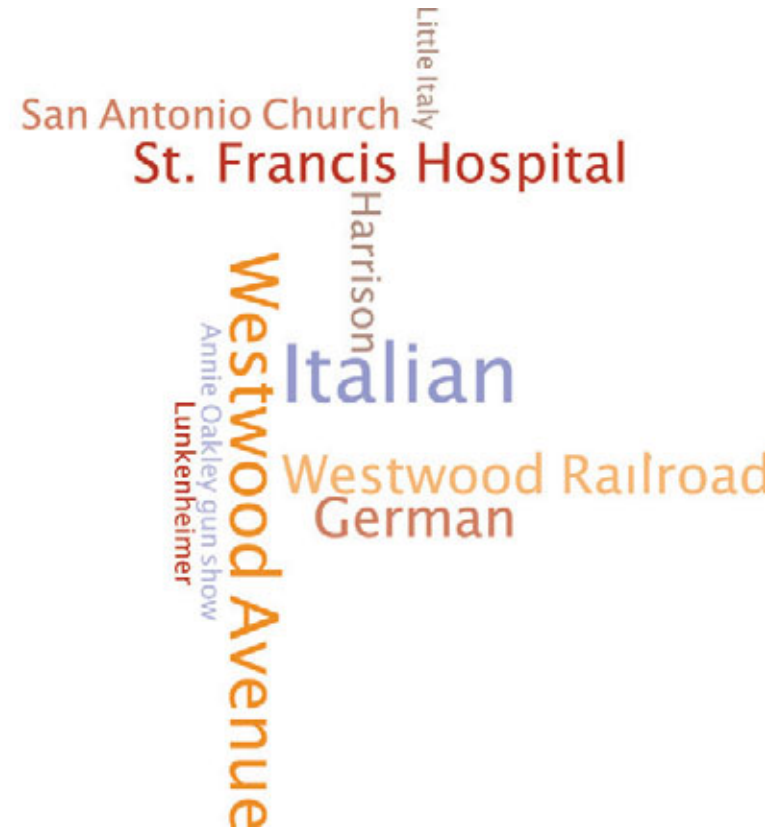 Little Italy
San Antonio Church
St. Francis Hospital
Harrison
Westwood Avenue
Annie Oakley gun show
Italian
Lunkenheimer
Westwood Railroad
German